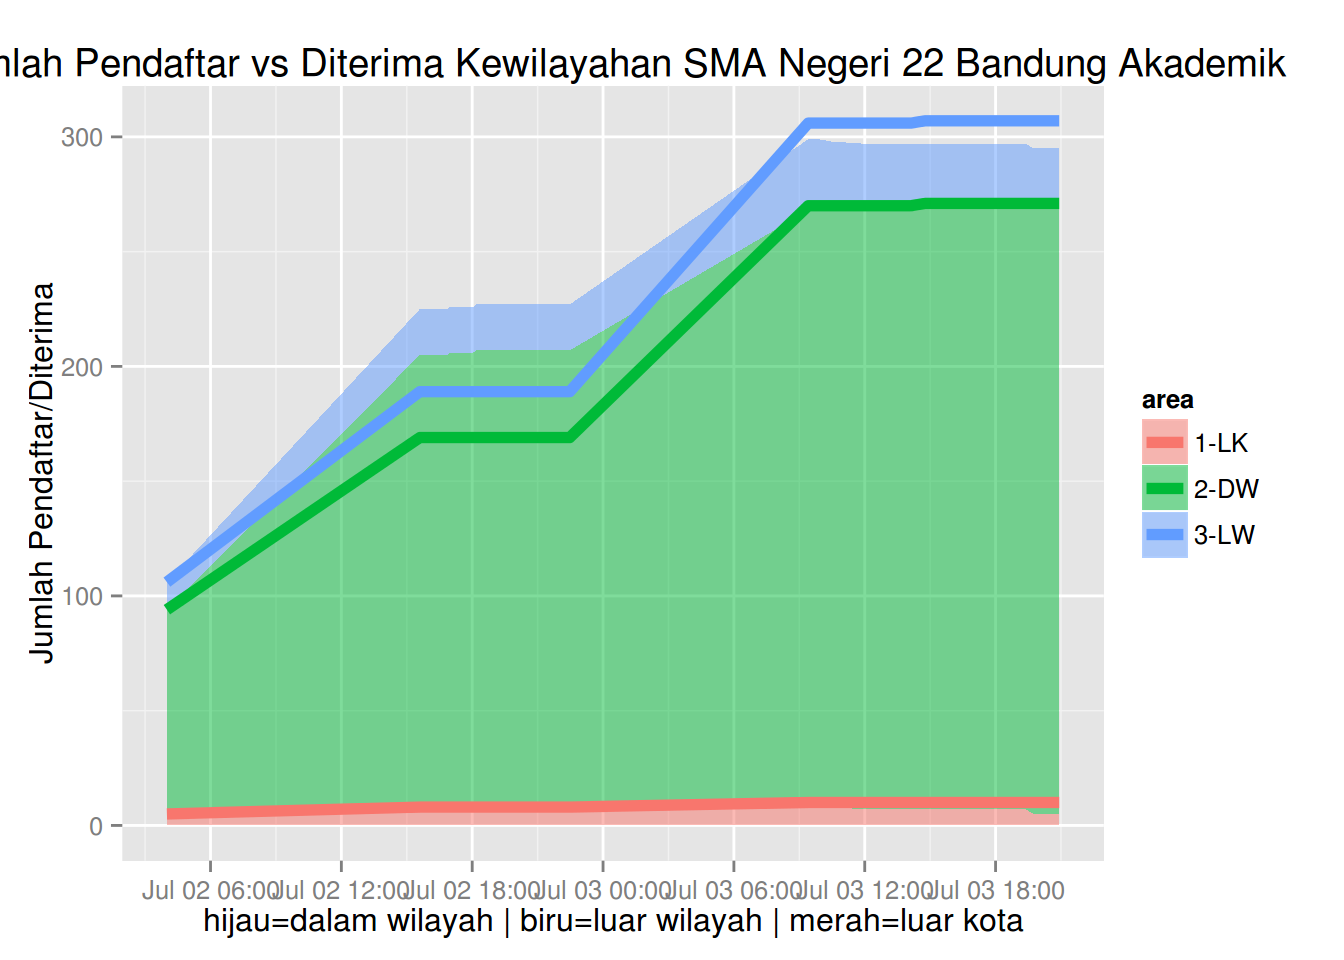 mlah Pendaftar vs Diterima Kewilayahan SMA Negeri 22 Bandung Akademik
Jumlah Pendaftar/Diterima
300
200
100
0
Jul 02 06:00
Jul 02 12:00
Jul 02 18:00
Jul 03 00:00
Jul 03 06:00
Jul 03 12:00
Jul 03 18:00
hijau=dalam wilayah | biru=luar wilayah | merah=luar kota
area
1-LK
2-DW
3-LW